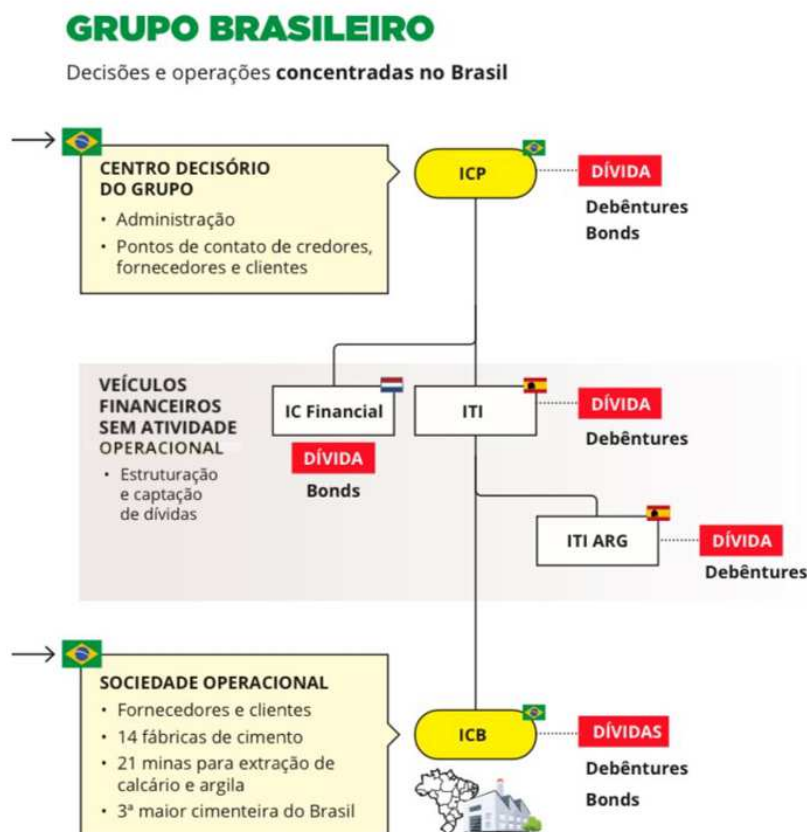 GRUPO BRASILEIRO
Decisões e operações concentradas no Brasil
CENTRO DECISÓRIO
DO GRUPO
• Administração
• Pontos de contato de credores,
fornecedores e clientes
ICP
DÍVIDA
Debêntures
Bonds
VEÍCULOS
FINANCEIROS
SEM ATIVIDADE
OPERACIONAL
• Estruturação
e captação
de dívidas
IC Financial
DÍVIDA
Bonds
ITI
DÍVIDA
Debêntures
ITI ARG
DÍVIDA
Debêntures
SOCIEDADE OPERACIONAL
• Fornecedores e clientes
• 14 fábricas de cimento
• 21 minas para extração de
calcário e argila
• 3ª maior cimenteira do Brasil
ICB
DÍVIDAS
Debêntures
Bonds